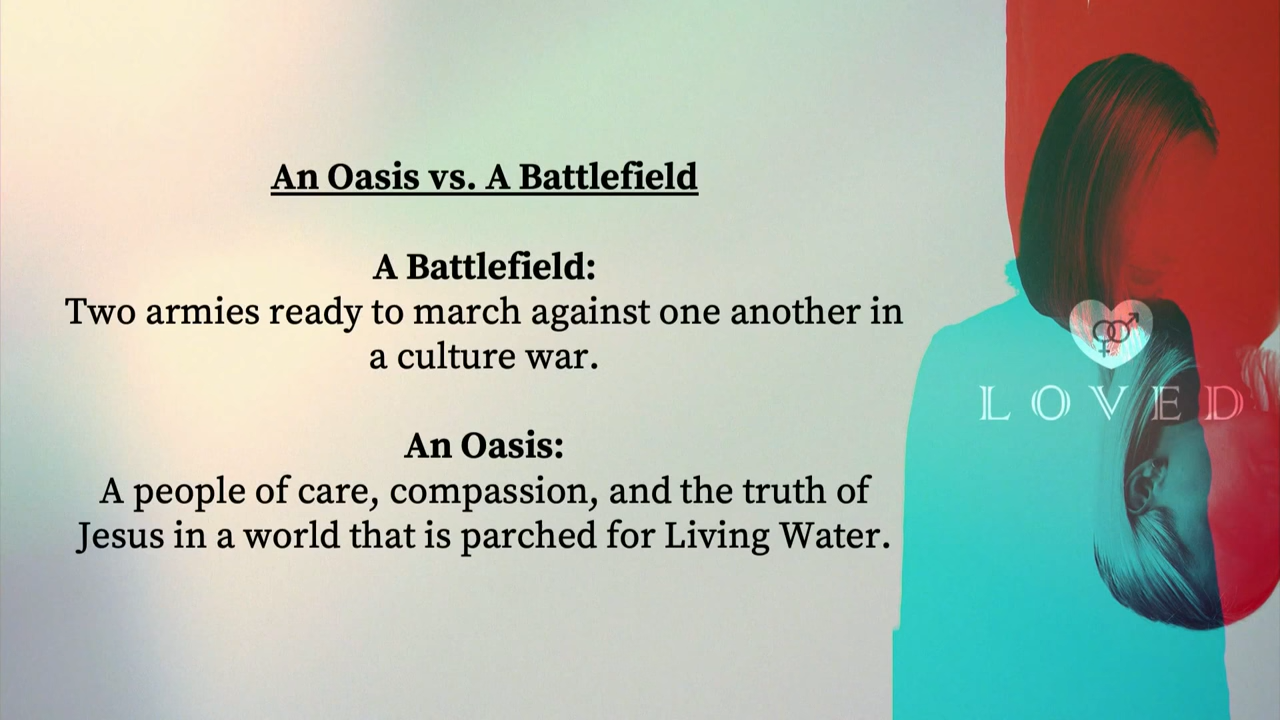 An Oasis vs. A Battlefield
A Battlefield:
Two armies ready to march against one another in
a culture war.
An Oasis:
A people of care, compassion, and the truth of
Jesus in a world that is parched for Living Water.
LOVED